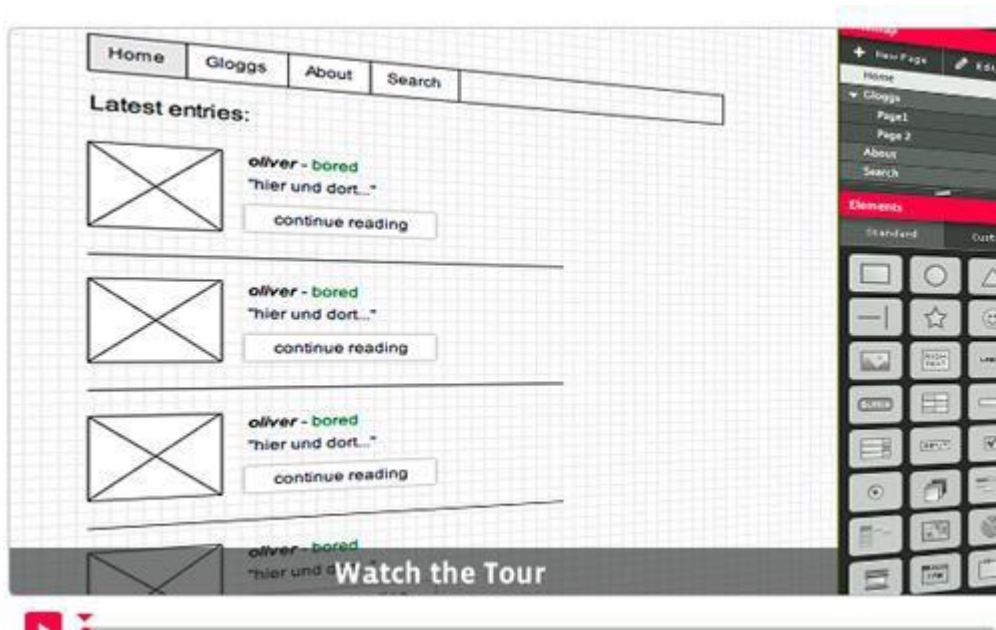 Home Gloggs About Search
Latest entries:
oliver - bored
"hier und dort..."
continue reading
oliver - bored
"hier und dort..."
continue reading
oliver - bored
"hier und dort..."
continue reading
oliver - bored
"hier und
Watch the Tour
New Page
Home
Gloggs
Page1
Page 2
About
Search
Elements
Standard